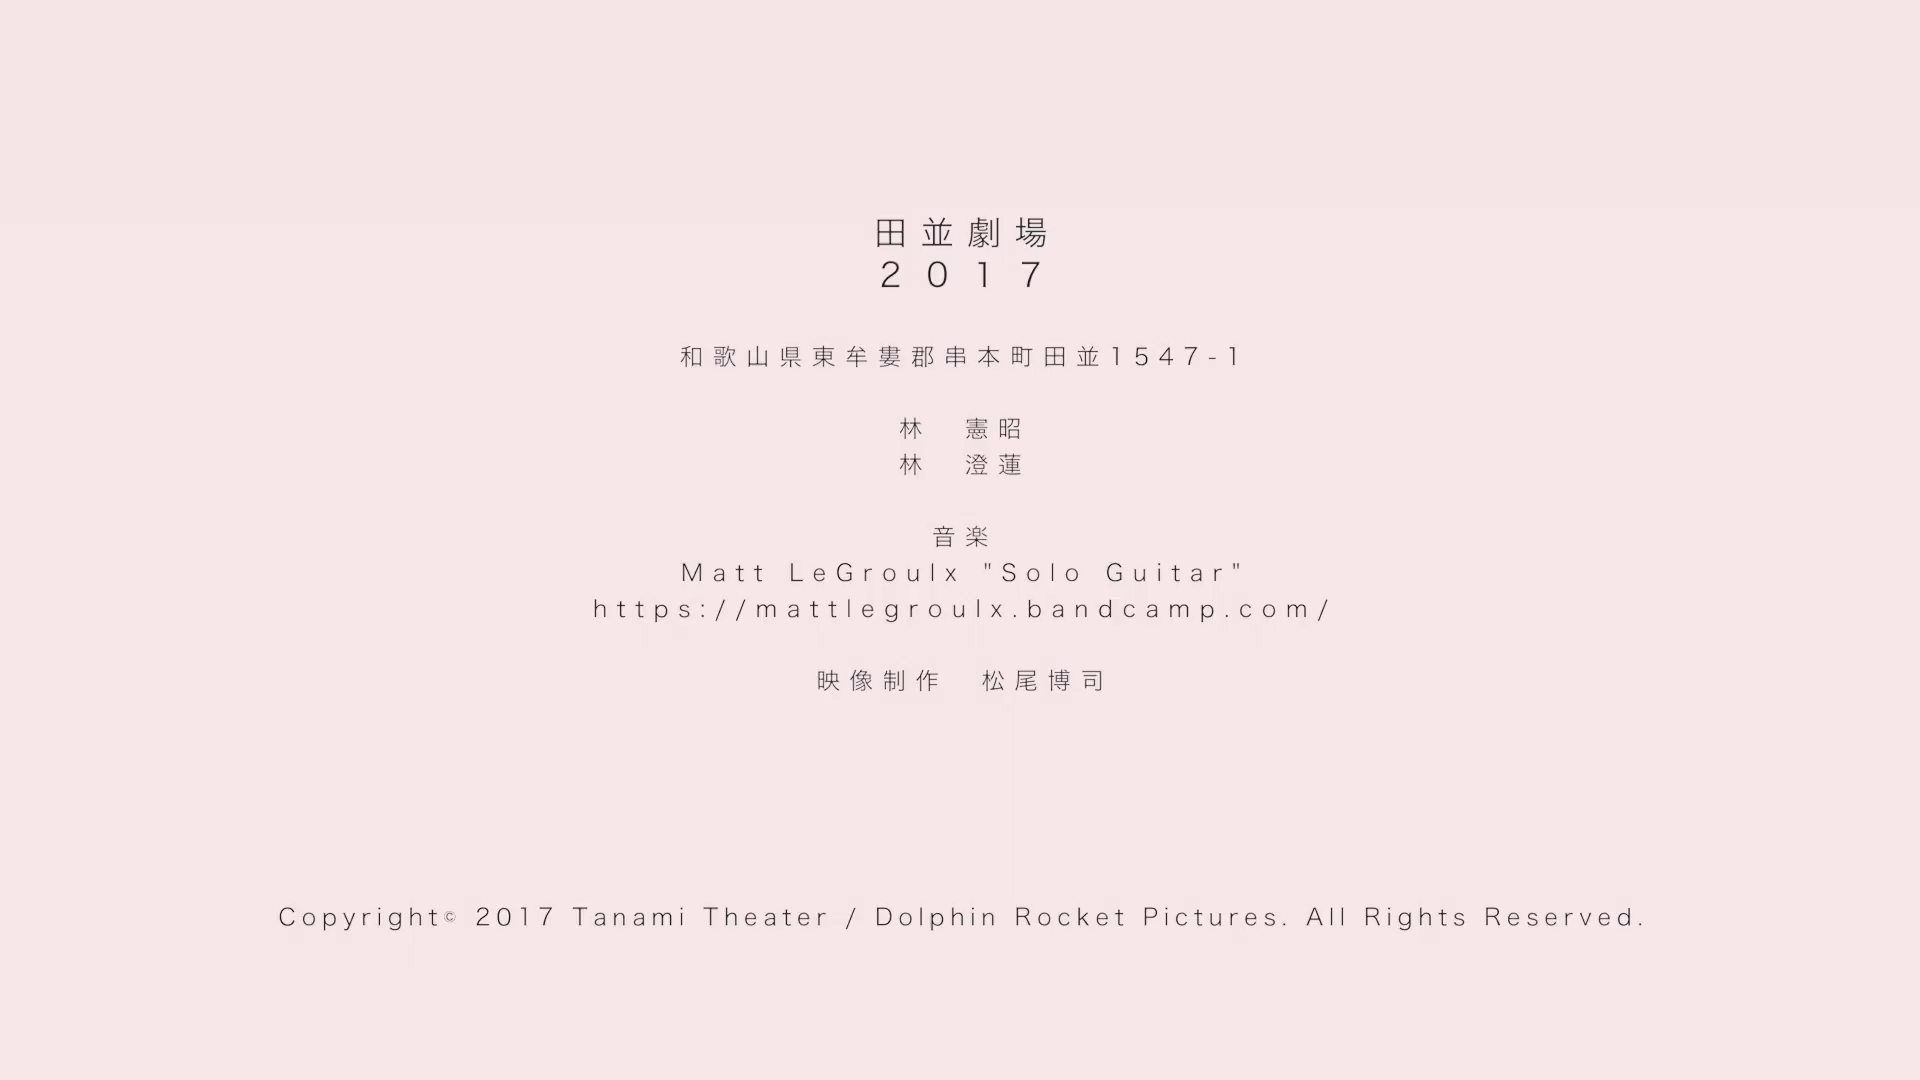 田並劇場
2017
和歌山県東牟婁郡串本町田並1547-1
林　憲昭
林　澄蓮
音楽
Matt LeGroulx "Solo Guitar"
https://mattlegroulx.bandcamp.com/
映像制作　松尾博司
Copyright© 2017 Tanami Theater / Dolphin Rocket Pictures. All Rights Reserved.